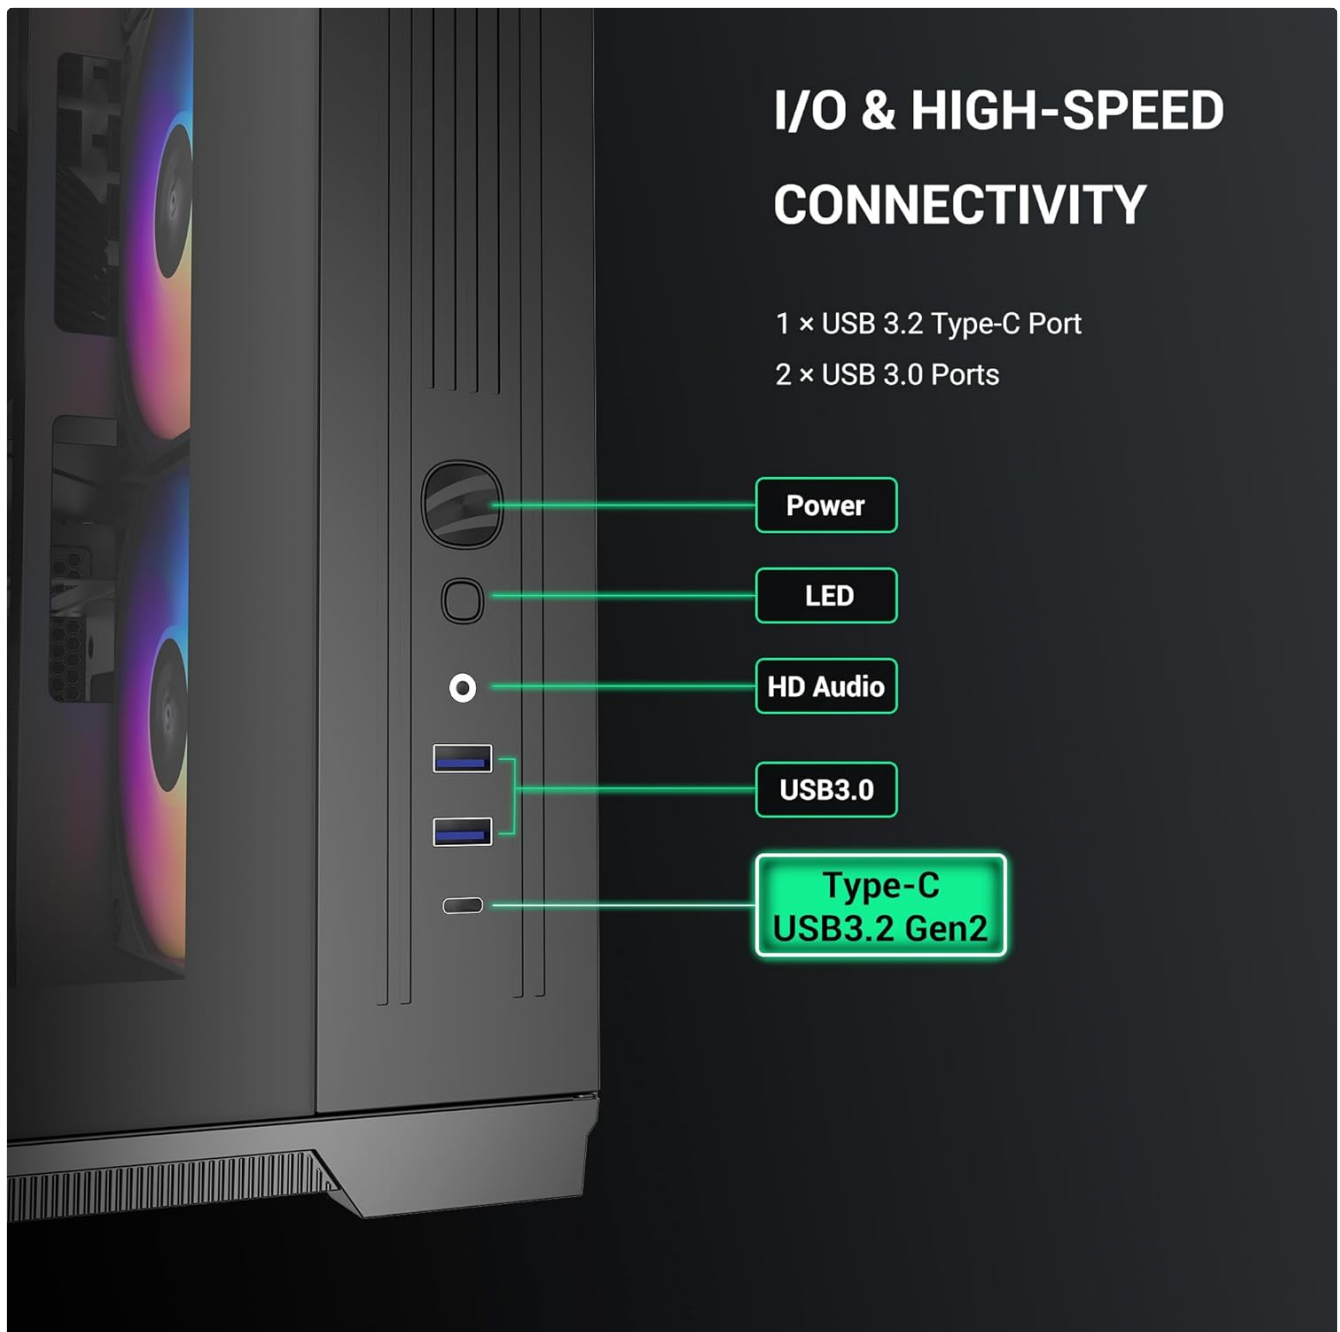 I/O & HIGH-SPEED
CONNECTIVITY
1 × USB 3.2 Type-C Port
2 × USB 3.0 Ports
Power
LED
HD Audio
USB3.0
Type-C
USB3.2 Gen2